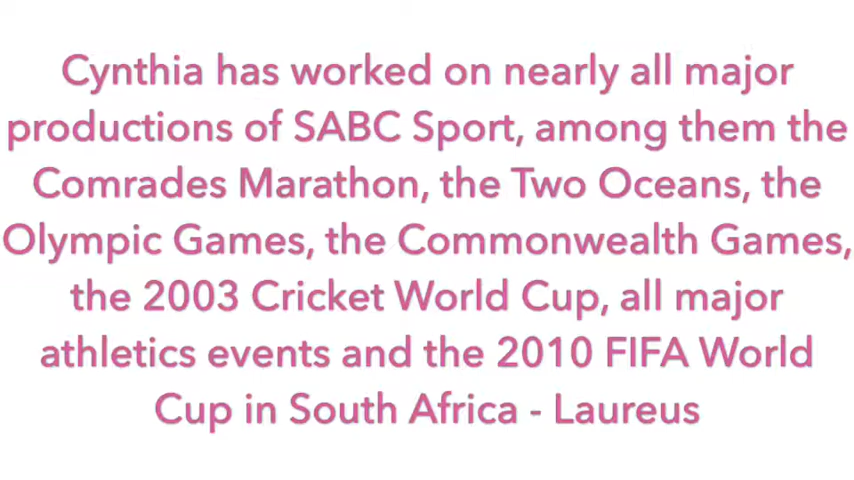 Cynthia has worked on nearly all major
productions of SABC Sport, among them the
Comrades Marathon, the Two Oceans, the
Olympic Games, the Commonwealth Games,
the 2003 Cricket World Cup, all major
athletics events and the 2010 FIFA World
Cup in South Africa - Laureus